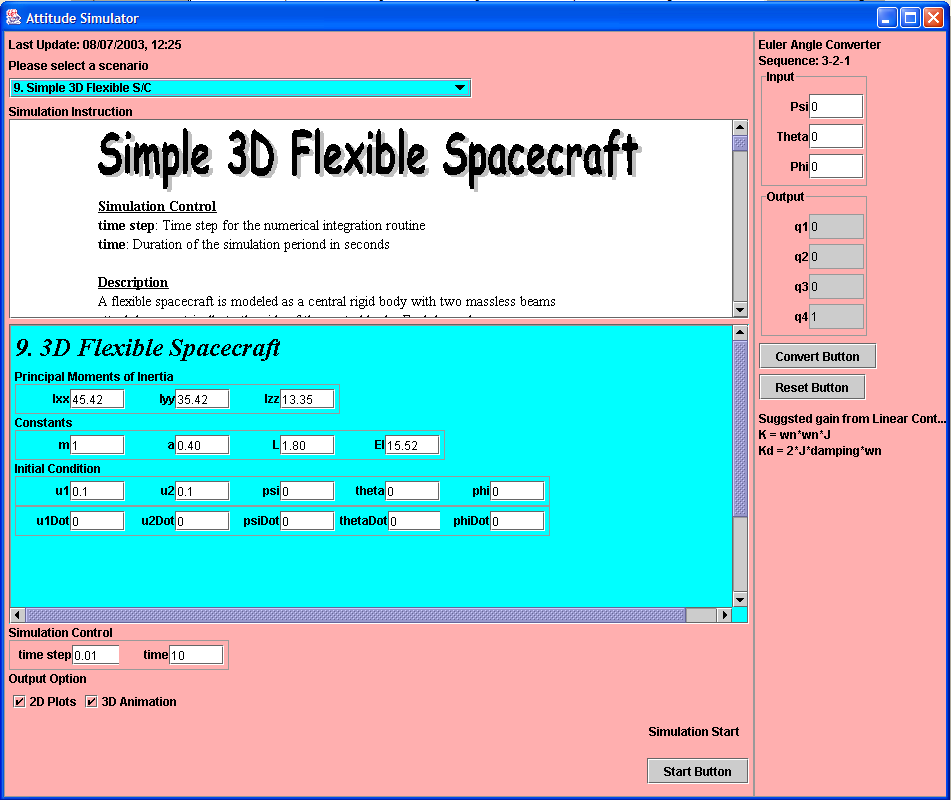 Attitude Simulator
Last Update: 08/07/2003, 12:25
Please select a scenario
9. Simple 3D Flexible S/C
Simulation Instruction
Simple 3D Flexible Spacecraft
Simulation Control
time step: Time step for the numerical integration routine
time: Duration of the simulation periond in seconds
Description
A flexible spacecraft is modeled as a central rigid body with two massless beams
9. 3D Flexible Spacecraft
Principal Moments of Inertia
Ixx 45.42 Iyy 35.42 Izz 13.35
Constants
m 1 a 0.40 L 1.80 EI 15.52
Initial Condition
u1 0.1 u2 0.1 psi 0 theta 0 phi 0
u1Dot 0 u2Dot 0 psiDot 0 thetaDot 0 phiDot 0
Simulation Control
time step 0.01 time 10
Output Option
2D Plots 3D Animation
Simulation Start
Start Button
Euler Angle Converter
Sequence: 3-2-1
Input
Psi 0
Theta 0
Phi 0
Output
q1 0
q2 0
q3 0
q4 1
Convert Button
Reset Button
Suggsted gain from Linear Cont...
K = wn*wn*J
Kd = 2*J*damping*wn